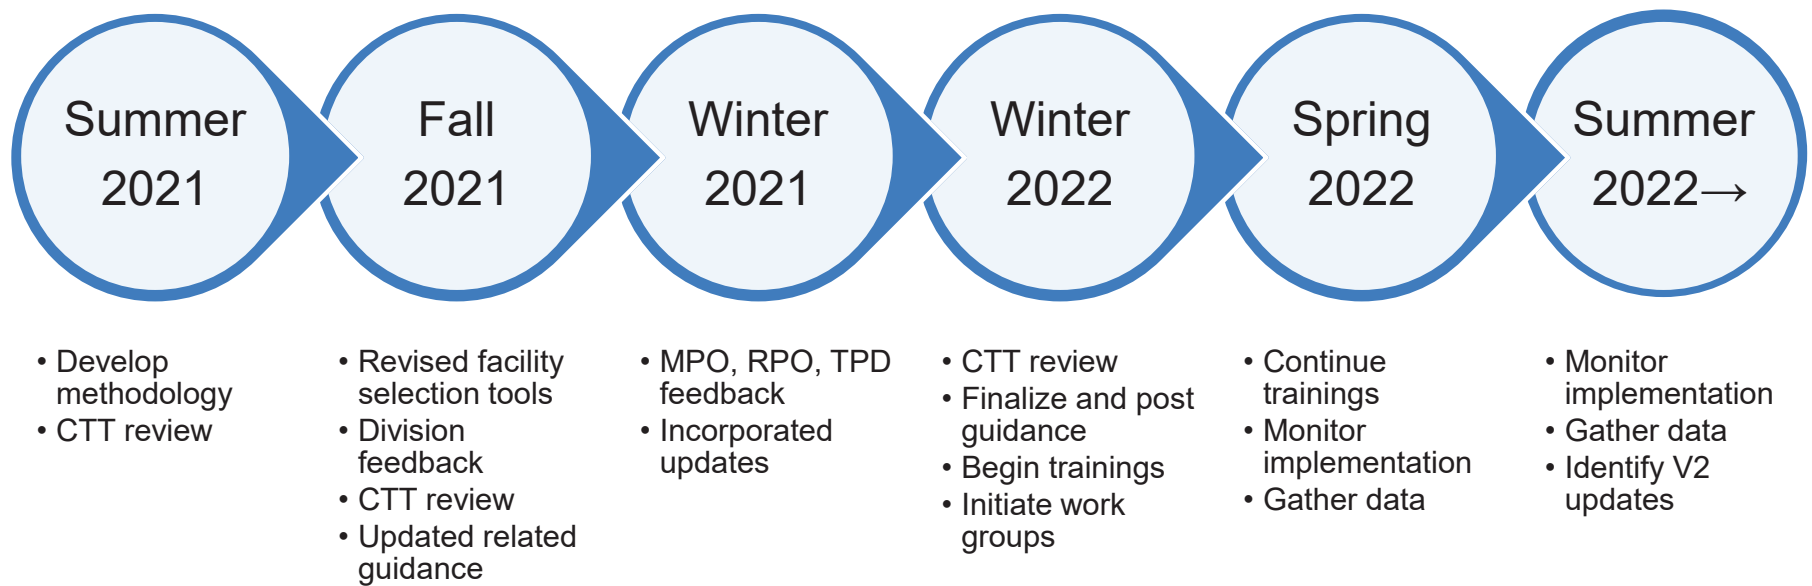 Summer
2021
Fall
2021
Winter
2021
Winter
2022
Spring
2022
Summer
2022→
• Develop
methodology
• CTT review
• Revised facility
selection tools
• Division
feedback
• CTT review
• Updated related
guidance
• MPO, RPO, TPD
feedback
• Incorporated
updates
• CTT review
• Finalize and post
guidance
• Begin trainings
• Initiate work
groups
• Continue
trainings
• Monitor
implementation
• Gather data
• Monitor
implementation
• Gather data
• Identify V2
updates